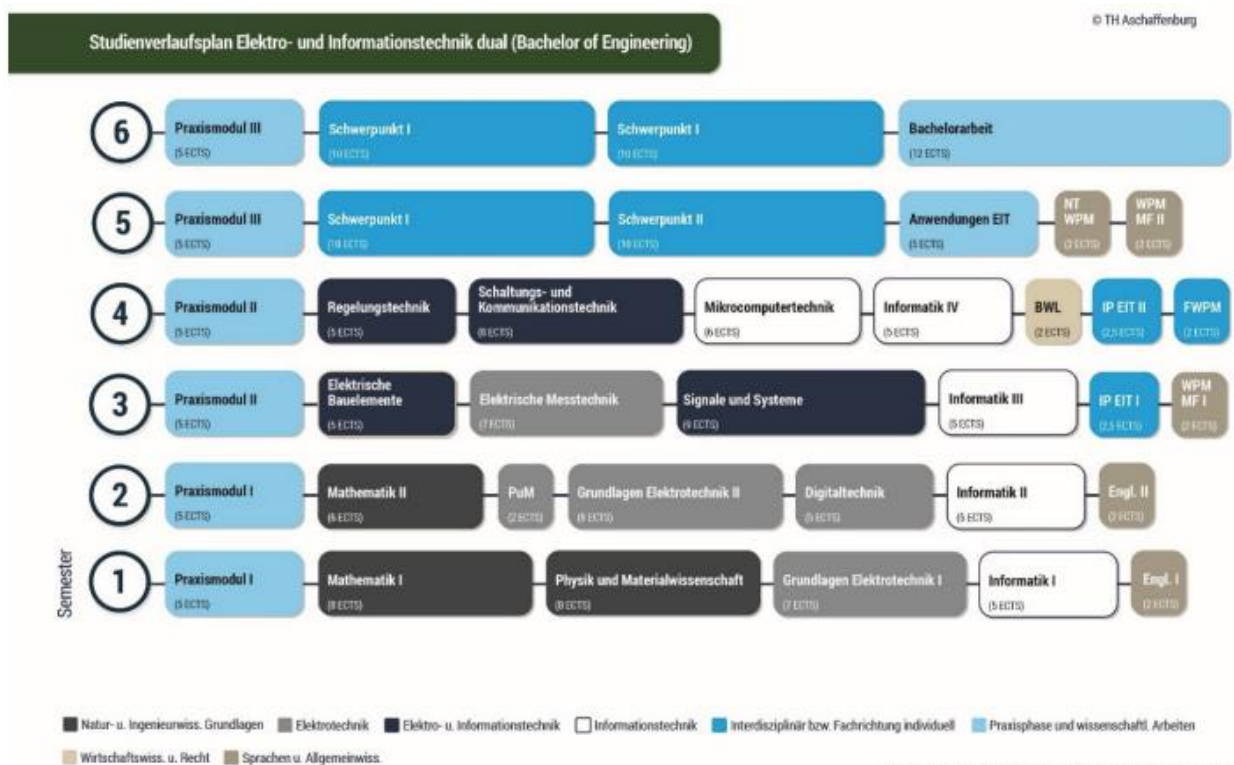 © TH Aschaffenburg
Studienverlaufsplan Elektro- und Informationstechnik dual (Bachelor of Engineering)
6
Praxismodul III
(5 ECTS)
Schwerpunkt I
(10 ECTS)
Schwerpunkt I
(10 ECTS)
Bachelorarbeit
(12 ECTS)
5
Praxismodul III
(5 ECTS)
Schwerpunkt I
(10 ECTS)
Schwerpunkt II
(10 ECTS)
Anwendungen EIT
(5 ECTS)
NT
WPM
(2 ECTS)
WPM
MF II
(2 ECTS)
4
Praxismodul II
(5 ECTS)
Regelungstechnik
(5 ECTS)
Schaltungs- und
Kommunikationstechnik
(8 ECTS)
Mikrocomputertechnik
(6 ECTS)
Informatik IV
(5 ECTS)
BWL
(2 ECTS)
IP EIT II
(2,5 ECTS)
FWPM
(2 ECTS)
3
Praxismodul II
(5 ECTS)
Elektrische
Bauelemente
(5 ECTS)
Elektrische Messtechnik
(7 ECTS)
Signale und Systeme
(9 ECTS)
Informatik III
(5 ECTS)
IP EIT I
(2,5 ECTS)
WPM
MF I
(2 ECTS)
2
Praxismodul I
(5 ECTS)
Mathematik II
(6 ECTS)
PuM
(2 ECTS)
Grundlagen Elektrotechnik II
ECTS)
Digitaltechnik
(5 ECTS)
Informatik II
(5 ECTS)
Engl. II
(2 ECTS)
Semester
1
Praxismodul I
(5 ECTS)
Mathematik I
(8 ECTS)
Physik und Materialwissenschaft
(8 ECTS)
Grundlagen Elektrotechnik I
(7 ECTS)
Informatik I
(5 ECTS)
Engl. I
(2 ECTS)
Natur- u. Ingenieurwiss. Grundlagen
Elektrotechnik
Elektro- u. Informationstechnik
Informationstechnik
Interdisziplinär bzw. Fachrichtung individuell
Praxisphase und wissenschaftl. Arbeiten
Wirtschaftswiss. u. Recht
Sprachen u. Allgemeinwiss.